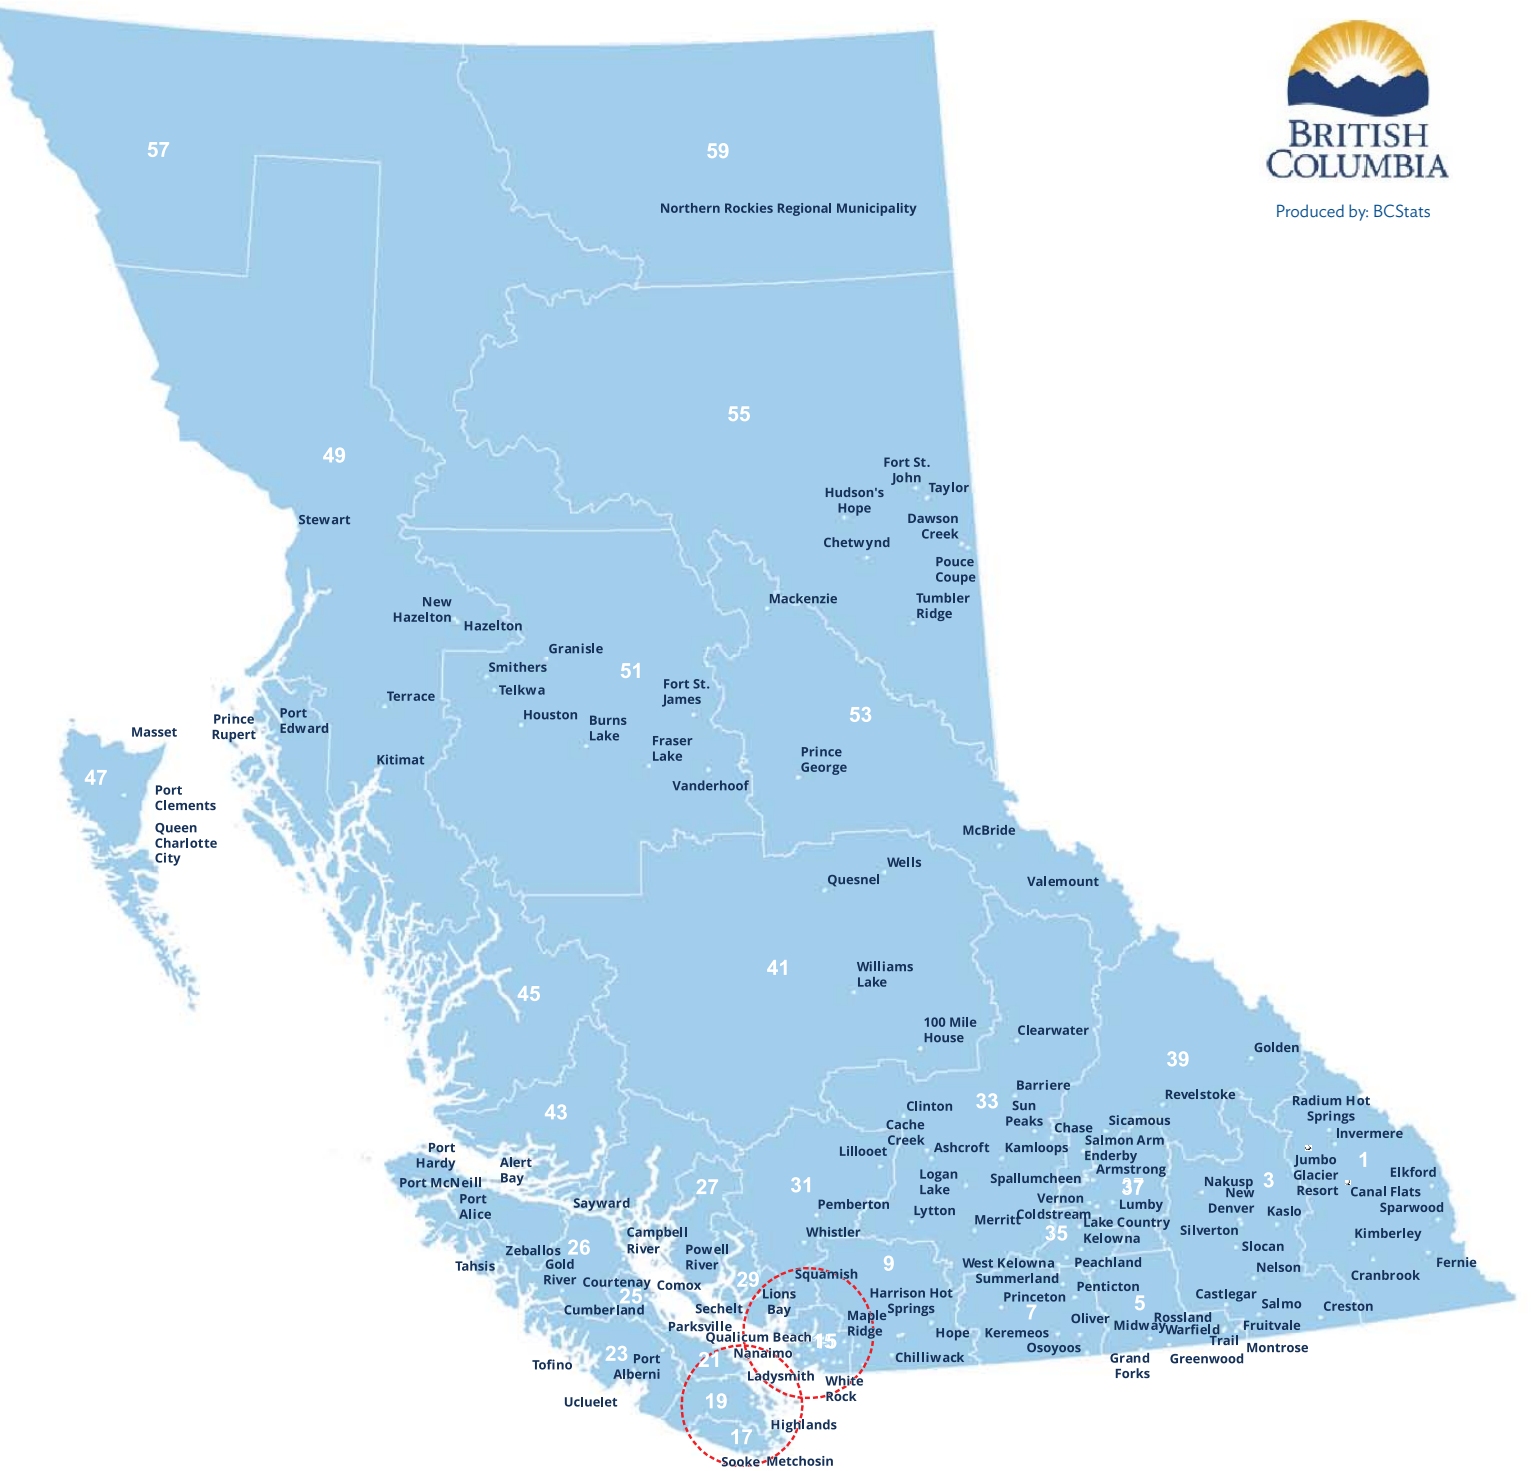 BRITISH
COLUMBIA
Produced by: BCStats
57
59
Northern Rockies Regional Municipality
55
49
Fort St.
John
Taylor
Hudson's
Hope
Stewart
Dawson
Creek
Chetwynd
Pouce
Coupe
Mackenzie
Tumbler
Ridge
New
Hazelton
Hazelton
Granisle
Smithers
51
Telkwa
Fort St.
James
Terrace
Houston
Burns
Lake
53
Port
Edward
Prince
Rupert
Masset
Fraser
Lake
Prince
George
Kitimat
47
Vanderhoof
Port
Clements
Queen
Charlotte
City
McBride
Wells
Quesnel
Valemount
41
Williams
Lake
45
100 Mile
House
Clearwater
Golden
39
Barriere
Revelstoke
33
Clinton
Sun
Peaks
Radium Hot
Springs
43
Cache
Creek
Chase
Sicamous
Invermere
Salmon Arm
Port
Hardy
Lillooet
Ashcroft
Kamloops
Enderby
Jumbo
Glacier
Resort
1
Alert
Bay
Armstrong
Elkford
Port McNeill
27
31
Logan
Lake
Spallumcheen
37
Nakusp
3
Canal Flats
Port
Alice
Sayward
Pemberton
Vernon
Lumby
New
Denver
Kaslo
Sparwood
Lytton
Merritt
Coldstream
Lake Country
Whistler
35
Kelowna
Silverton
Kimberley
Campbell
River
26
Zeballos
Powell
River
Slocan
Tahsis
Gold
River
9
West Kelowna
Peachland
Nelson
Fernie
Courtenay
Comox
29
Squamish
Summerland
Cranbrook
25
Lions
Bay
Harrison Hot
Springs
Princeton
Penticton
Castlegar
Cumberland
Sechelt
Maple
Ridge
7
5
Salmo
Creston
Parksville
Oliver
Midway
Rossland
Fruitvale
Qualicum Beach
15
Hope
Keremeos
Warfield
Trail
Nanaimo
Osoyoos
Montrose
23
21
Chilliwack
Grand
Forks
Greenwood
Tofino
Port
Alberni
Ladysmith
White
Rock
Ucluelet
19
Highlands
17
Sooke
Metchosin